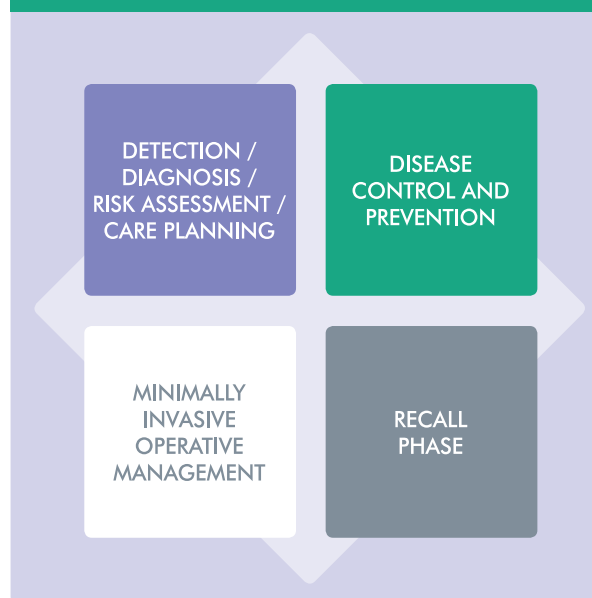 DETECTION /
DIAGNOSIS /
RISK ASSESSMENT /
CARE PLANNING
DISEASE
CONTROL AND
PREVENTION
MINIMALLY
INVASIVE
OPERATIVE
MANAGEMENT
RECALL
PHASE